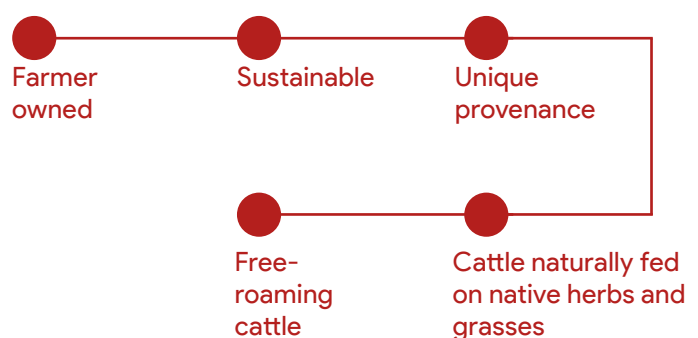 Farmer
owned
Sustainable
Unique
provenance
Free-
roaming
cattle
Cattle naturally fed
on native herbs and
grasses